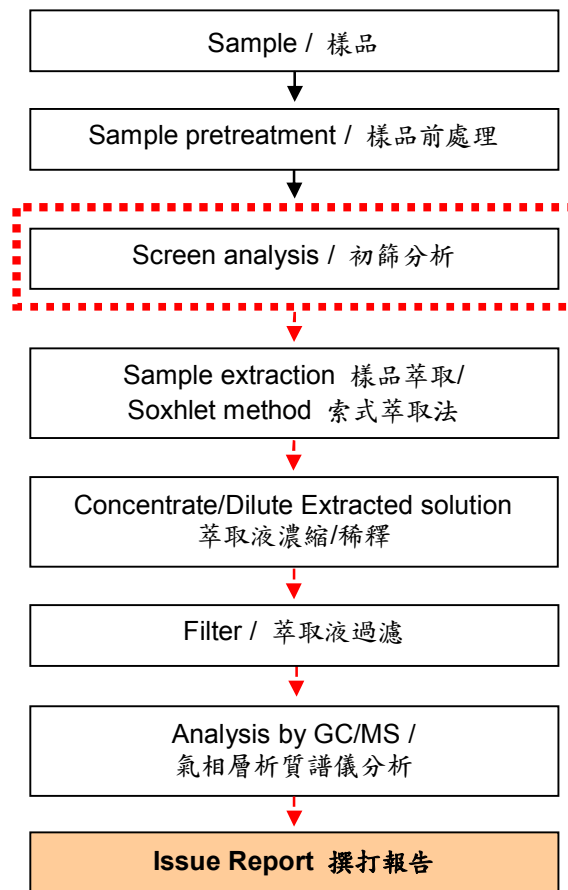 Sample / 樣品
Sample pretreatment / 樣品前處理
Screen analysis / 初篩分析
Sample extraction 樣品萃取/
Soxhlet method 索式萃取法
Concentrate/Dilute Extracted solution
萃取液濃縮/稀釋
Filter / 萃取液過濾
Analysis by GC/MS /
氣相層析質譜儀分析
Issue Report 撰打報告